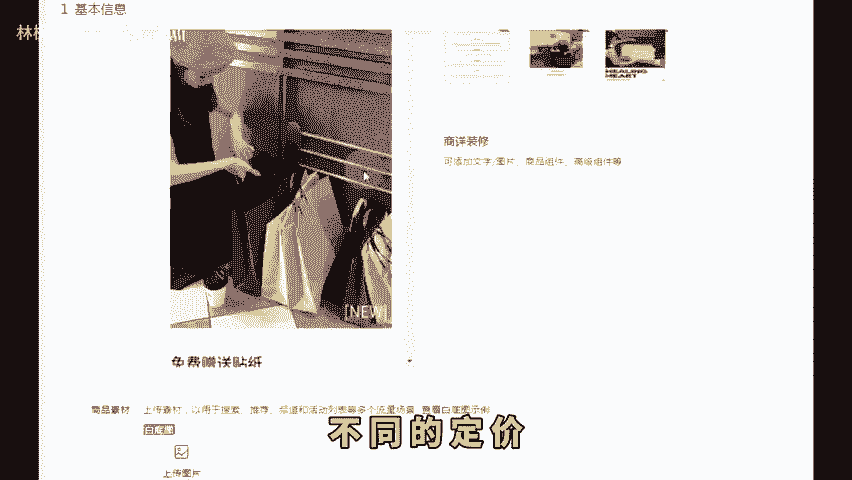 1 基本信息
林
HEALING
HEART
商详装修
可添加文字/图片、商品组件、高级组件等
[NEW]
免费赠送贴纸
商品素材
上传素材，以用于搜索、推荐、频道和活动列表等多个流量场景
白底图
上传图片
不同的定价